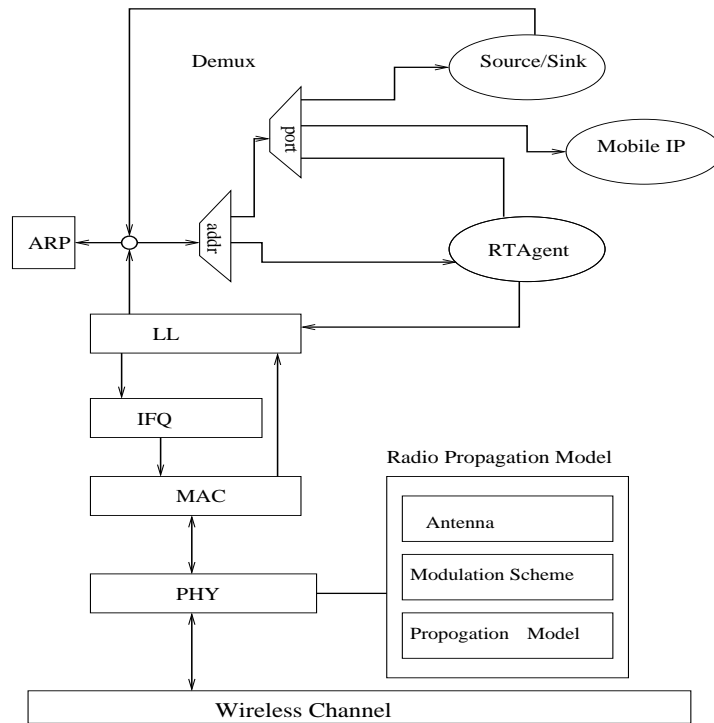 Demux
Source/Sink
port
Mobile IP
addr
ARP
RTAgent
LL
IFQ
Radio Propagation Model
MAC
Antenna
Modulation Scheme
PHY
Propogation Model
Wireless Channel